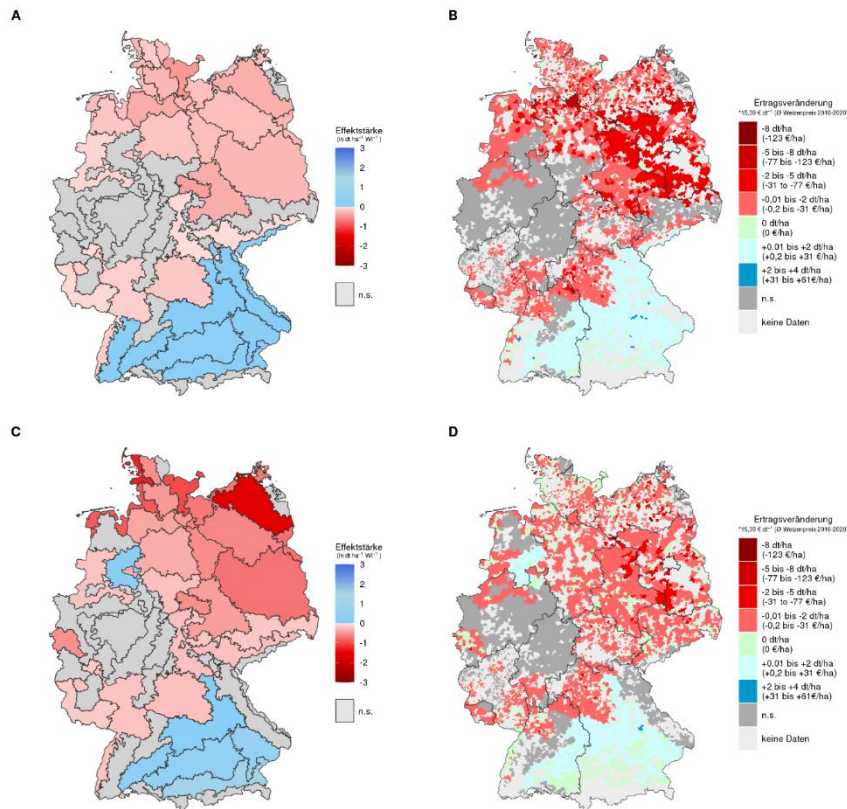 A
Effektstärke
(in dt ha⁻¹ WI⁻¹)
3
2
1
0
-1
-2
-3
n.s.
B
Ertragsveränderung
*15,39 € dt⁻¹ (Ø Weizenpreis 2016-2020)
-8 dt/ha
(-123 €/ha)
-5 bis -8 dt/ha
(-77 bis -123 €/ha)
-2 bis -5 dt/ha
(-31 to -77 €/ha)
-0,01 bis -2 dt/ha
(-0,2 bis -31 €/ha)
0 dt/ha
(0 €/ha)
+0.01 bis +2 dt/ha
(+0,2 bis +31 €/ha)
+2 bis +4 dt/ha
(+31 bis +61€/ha)
n.s.
keine Daten
C
Effektstärke
(in dt ha⁻¹ WI⁻¹)
3
2
1
0
-1
-2
-3
n.s.
D
Ertragsveränderung
*15,39 € dt⁻¹ (Ø Weizenpreis 2016-2020)
-8 dt/ha
(-123 €/ha)
-5 bis -8 dt/ha
(-77 bis -123 €/ha)
-2 bis -5 dt/ha
(-31 to -77 €/ha)
-0,01 bis -2 dt/ha
(-0,2 bis -31 €/ha)
0 dt/ha
(0 €/ha)
+0.01 bis +2 dt/ha
(+0,2 bis +31 €/ha)
+2 bis +4 dt/ha
(+31 bis +61€/ha)
n.s.
keine Daten